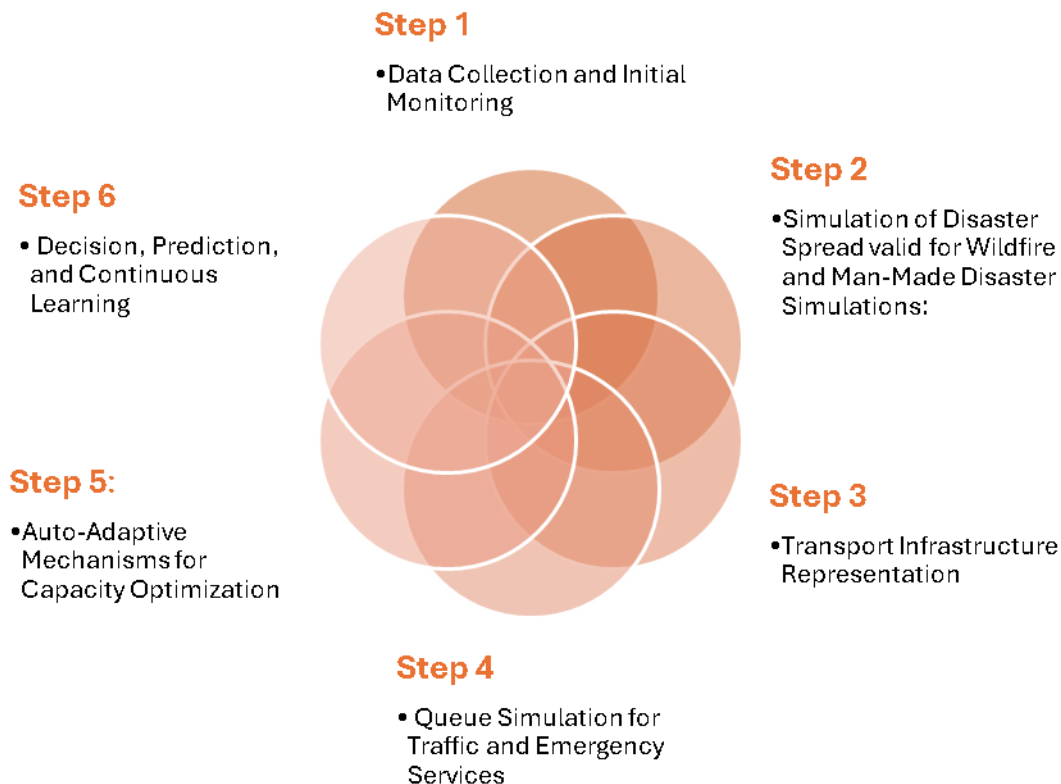 Step 1
•Data Collection and Initial
Monitoring
Step 2
•Simulation of Disaster
Spread valid for Wildfire
and Man-Made Disaster
Simulations:
Step 3
•Transport Infrastructure
Representation
Step 4
• Queue Simulation for
Traffic and Emergency
Services
Step 5:
•Auto-Adaptive
Mechanisms for
Capacity Optimization
Step 6
• Decision, Prediction,
and Continuous
Learning